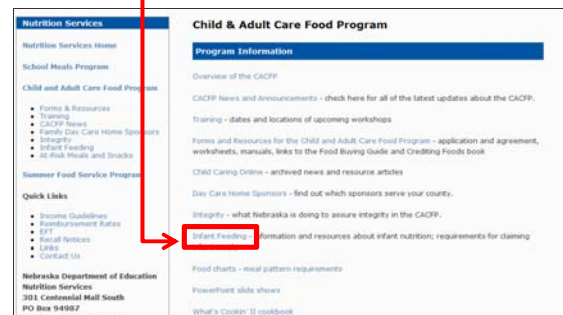 Nutrition Services
Nutrition Services Home
School Meals Program
Child and Adult Care Food Program
Forms & Resources
Training
CACFP News
Family Day Care Home Sponsors
Integrity
Infant Feeding
At-Risk Meals and Snacks
Summer Food Service Program
Quick Links
Income Guidelines
Reimbursement Rates
EFT
Recall Notices
Links
Contact Us
Nebraska Department of Education
Nutrition Services
301 Centennial Mall South
PO Box 94987
Child & Adult Care Food Program
Program Information
Overview of the CACFP
CACFP News and Announcements - check here for all of the latest updates about the CACFP.
Training - dates and locations of upcoming workshops
Forms and Resources for the Child and Adult Care Food Program - application and agreement,
worksheets, manuals, links to the Food Buying Guide and Crediting Foods book
Child Caring Online - archived news and resource articles
Day Care Home Sponsors - find out which sponsors serve your county.
Integrity - what Nebraska is doing to assure integrity in the CACFP.
Infant Feeding - information and resources about infant nutrition; requirements for claiming
Food charts - meal pattern requirements
PowerPoint slide shows
What's Cookin' II cookbook